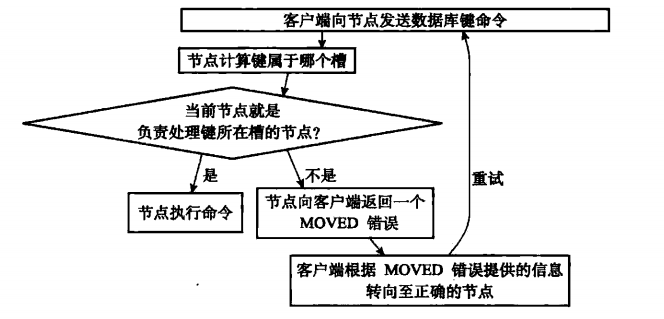 客户端向节点发送数据库键命令
节点计算键属于哪个槽
当前节点就是
负责处理键所在槽的节点?
是
不是
重试
节点执行命令
节点向客户端返回一个
MOVED 错误
客户端根据 MOVED 错误提供的信息
转向至正确的节点